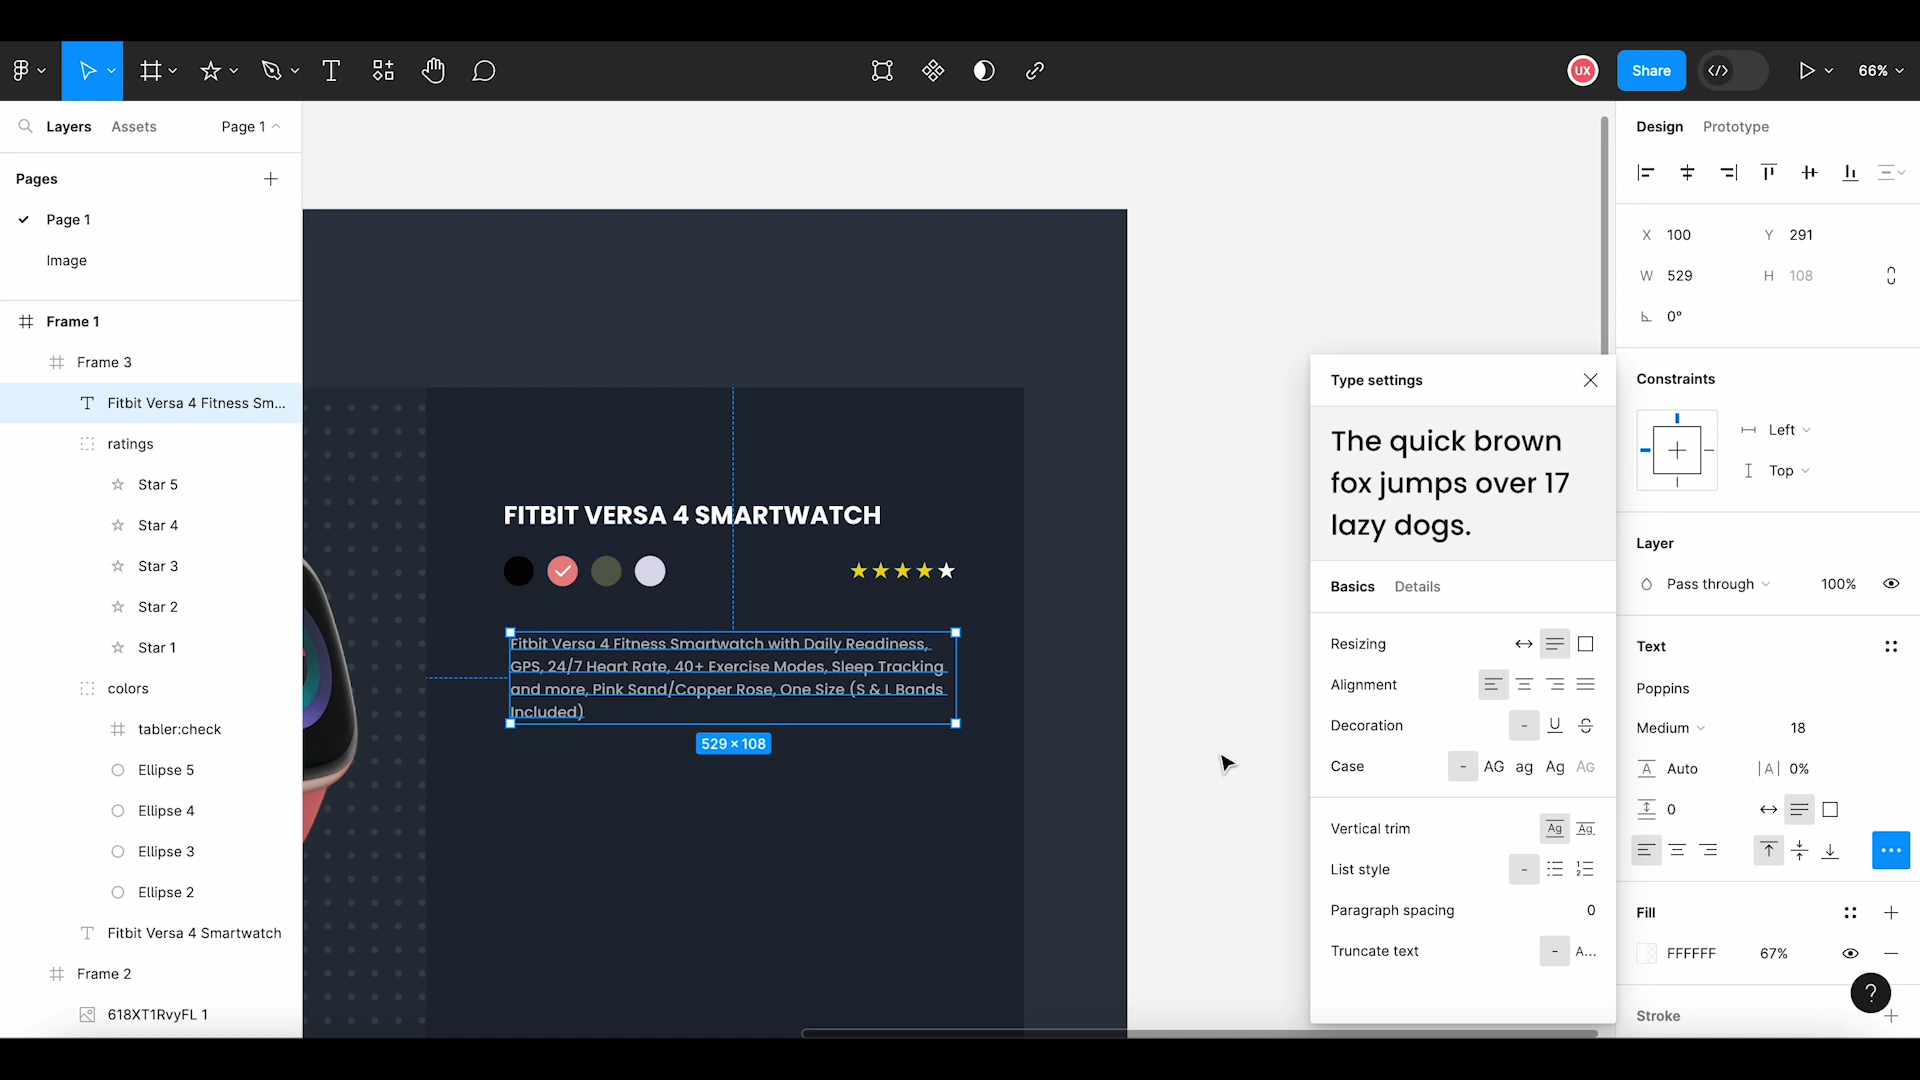 UX
Share
66%
Layers
Assets
Page 1
Pages
Page 1
Image
Frame 1
Frame 3
Fitbit Versa 4 Fitness Sm...
ratings
Star 5
Star 4
Star 3
Star 2
Star 1
colors
tabler:check
Ellipse 5
Ellipse 4
Ellipse 3
Ellipse 2
Fitbit Versa 4 Smartwatch
Frame 2
618XT1RvyFL 1
FITBIT VERSA 4 SMARTWATCH
Fitbit Versa 4 Fitness Smartwatch with Daily Readiness,
GPS, 24/7 Heart Rate, 40+ Exercise Modes, Sleep Tracking
and more, Pink Sand/Copper Rose, One Size (S & L Bands
Included)
529 × 108
Type settings
The quick brown
fox jumps over 17
lazy dogs.
Basics
Details
Resizing
Alignment
Decoration
Case
- AG ag Ag AG
Vertical trim
Ag Ag
List style
Paragraph spacing
0
Truncate text
- A...
Design
Prototype
X 100
Y 291
W 529
H 108
0°
Constraints
Left
Top
Layer
Pass through
100%
Text
Poppins
Medium
18
A Auto
|A| 0%
0
Fill
FFFFFF
67%
?
Stroke